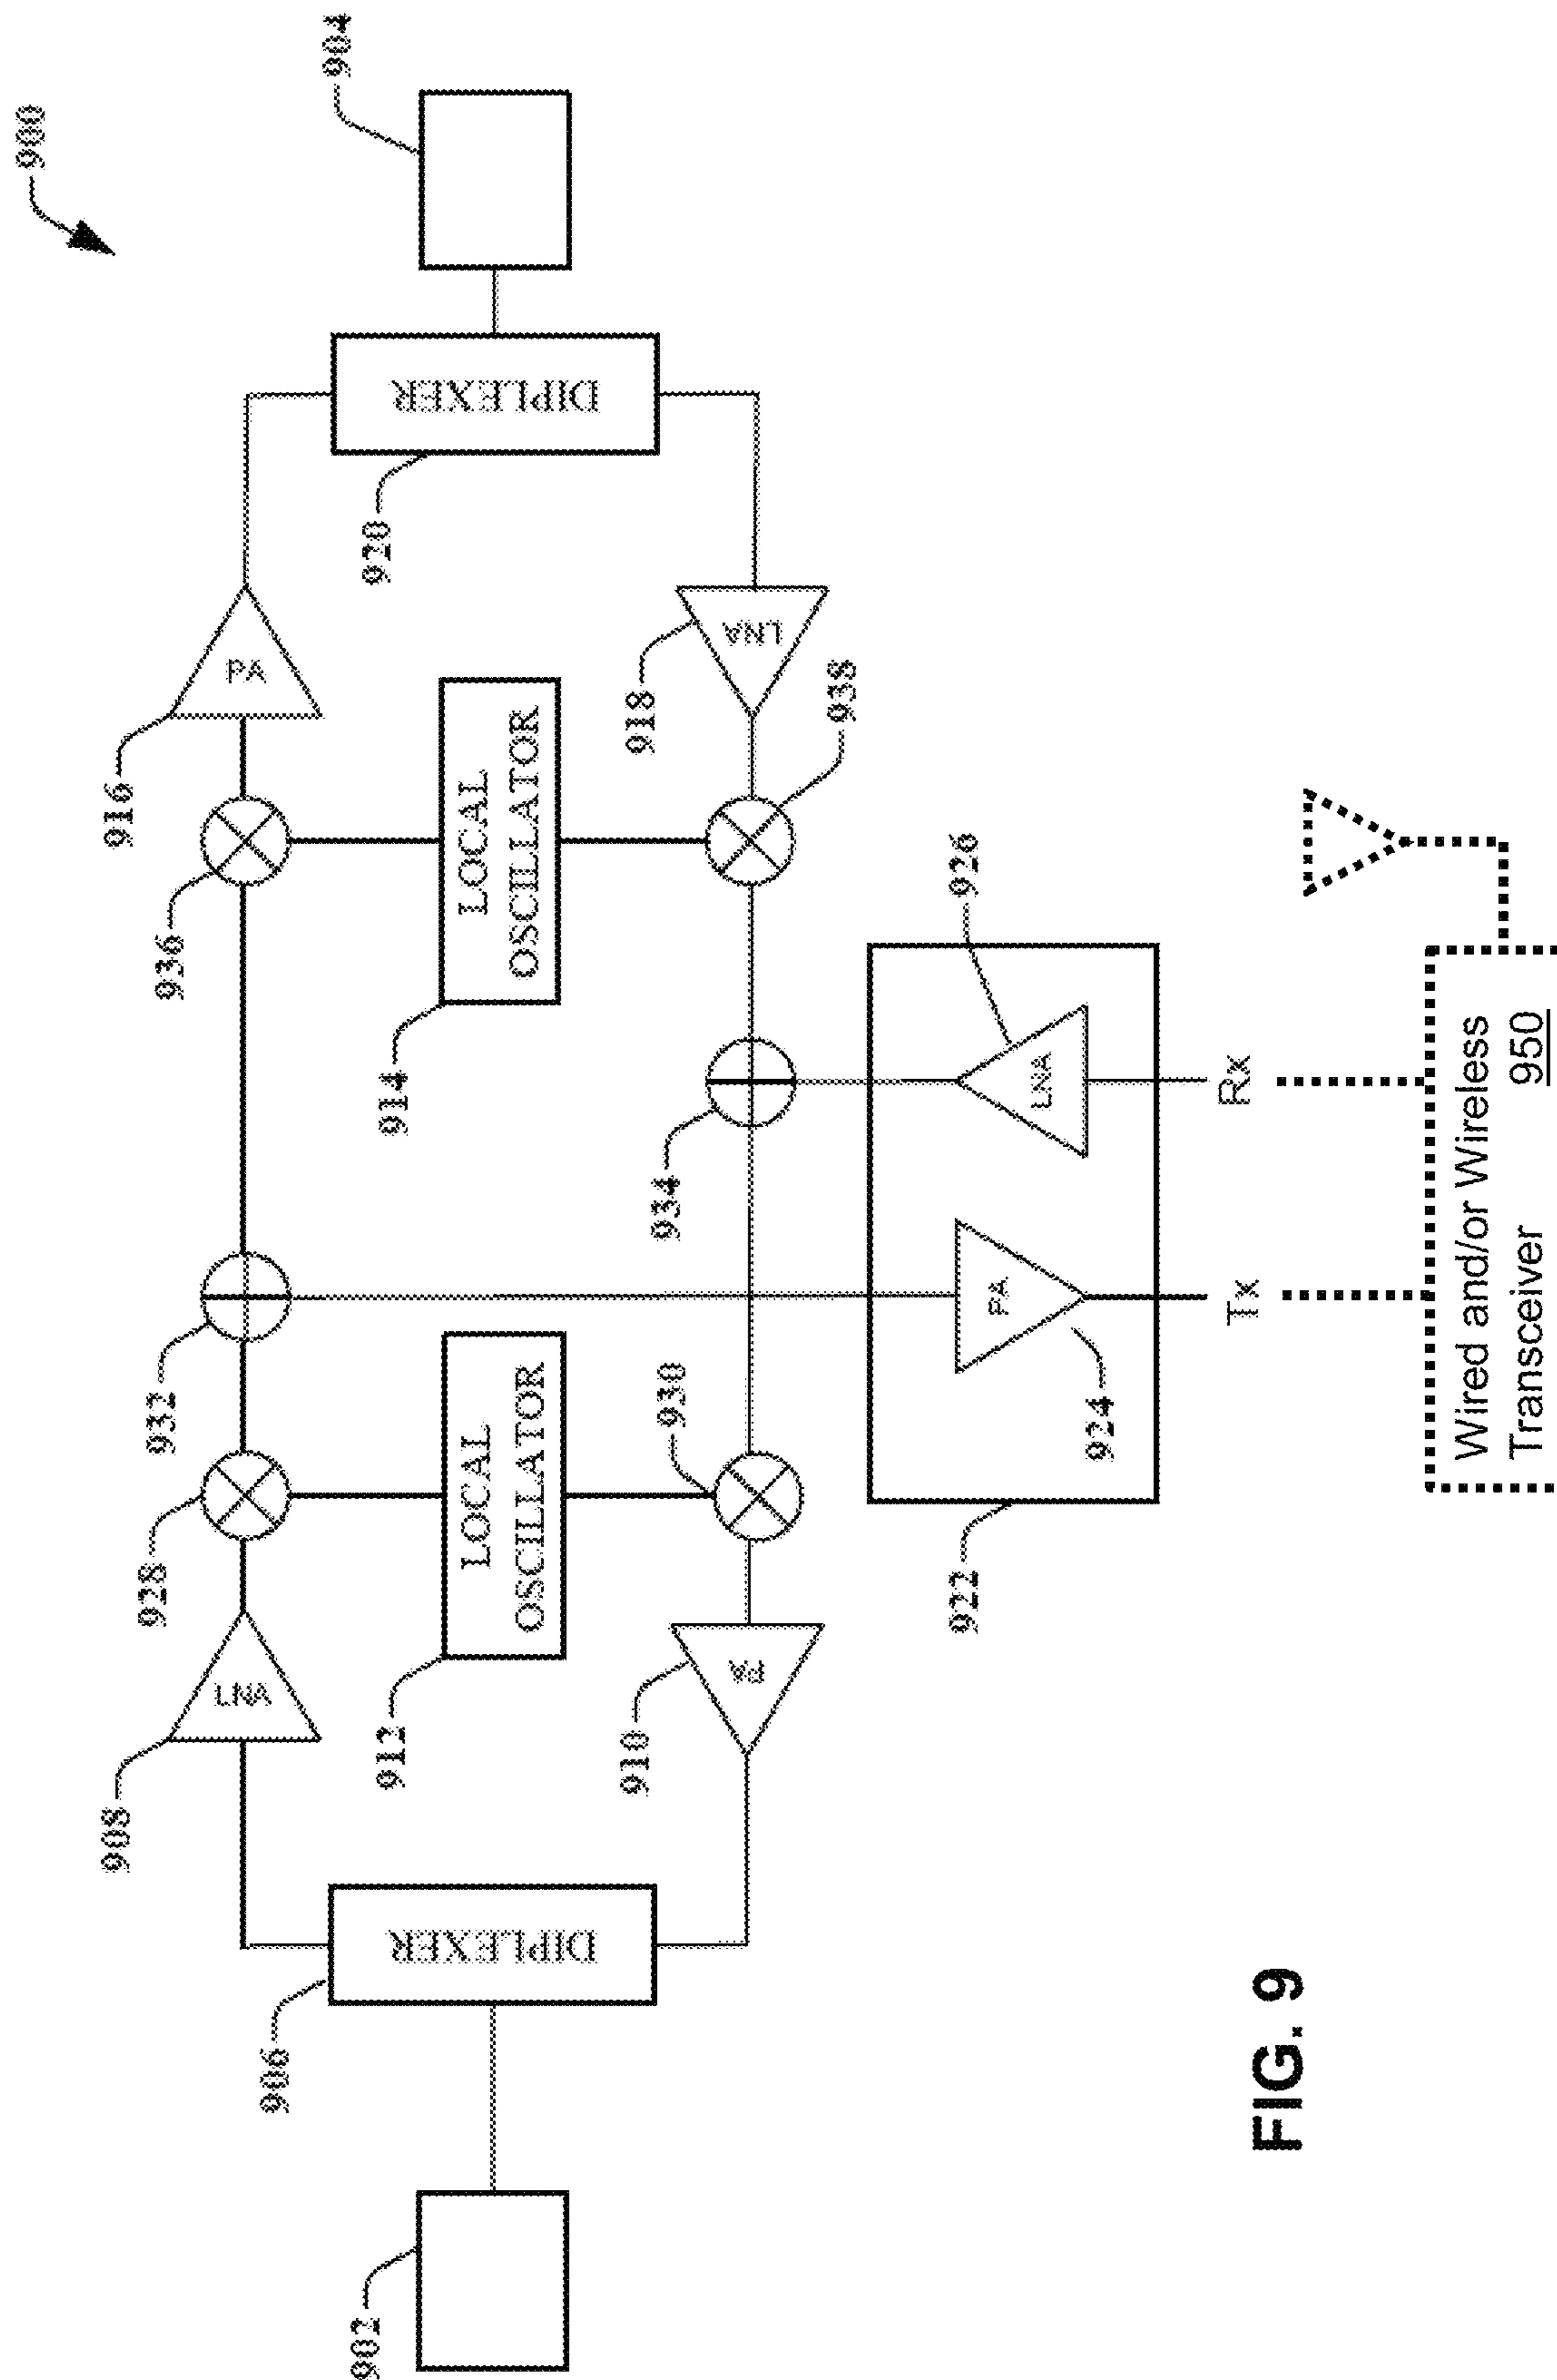 900
904
916
PA
936
932
928
908
LNA
920
DIPLEXER
918
LNA
938
914
LOCAL
OSCILLATOR
934
912
LOCAL
OSCILLATOR
930
910
PA
906
DIPLEXER
902
922
924
PA
926
LNA
Tx
Rx
Wired and/or Wireless
Transceiver 950
FIG. 9